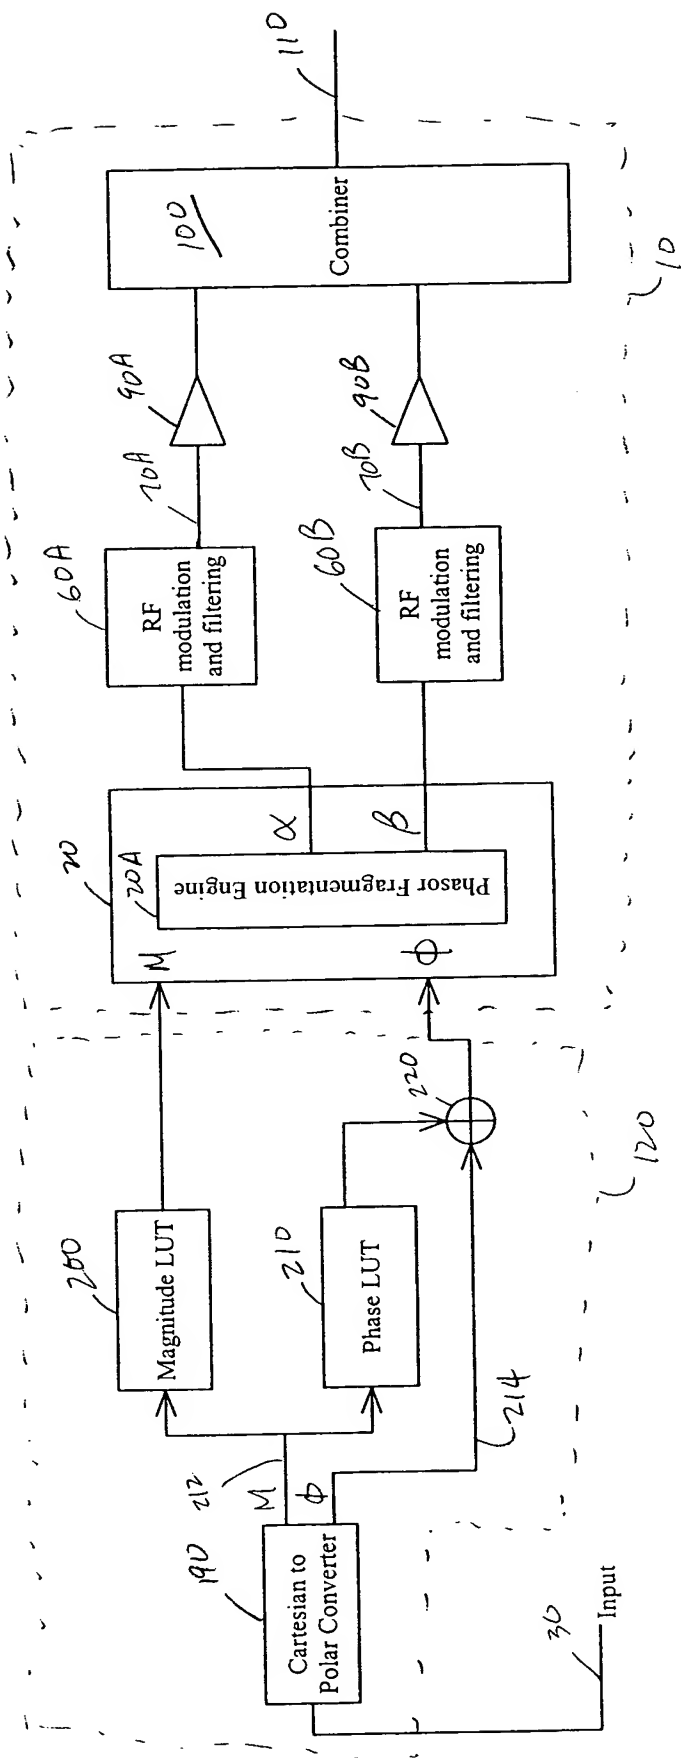 30
Input
190
Cartesian to
Polar Converter
M
212
Φ
214
200
Magnitude LUT
210
Phase LUT
220
120
20
M
Φ
20A
Phasor Fragmentation Engine
α
β
60A
RF
modulation
and filtering
60B
RF
modulation
and filtering
70A
70B
90A
90B
100
Combiner
110
10